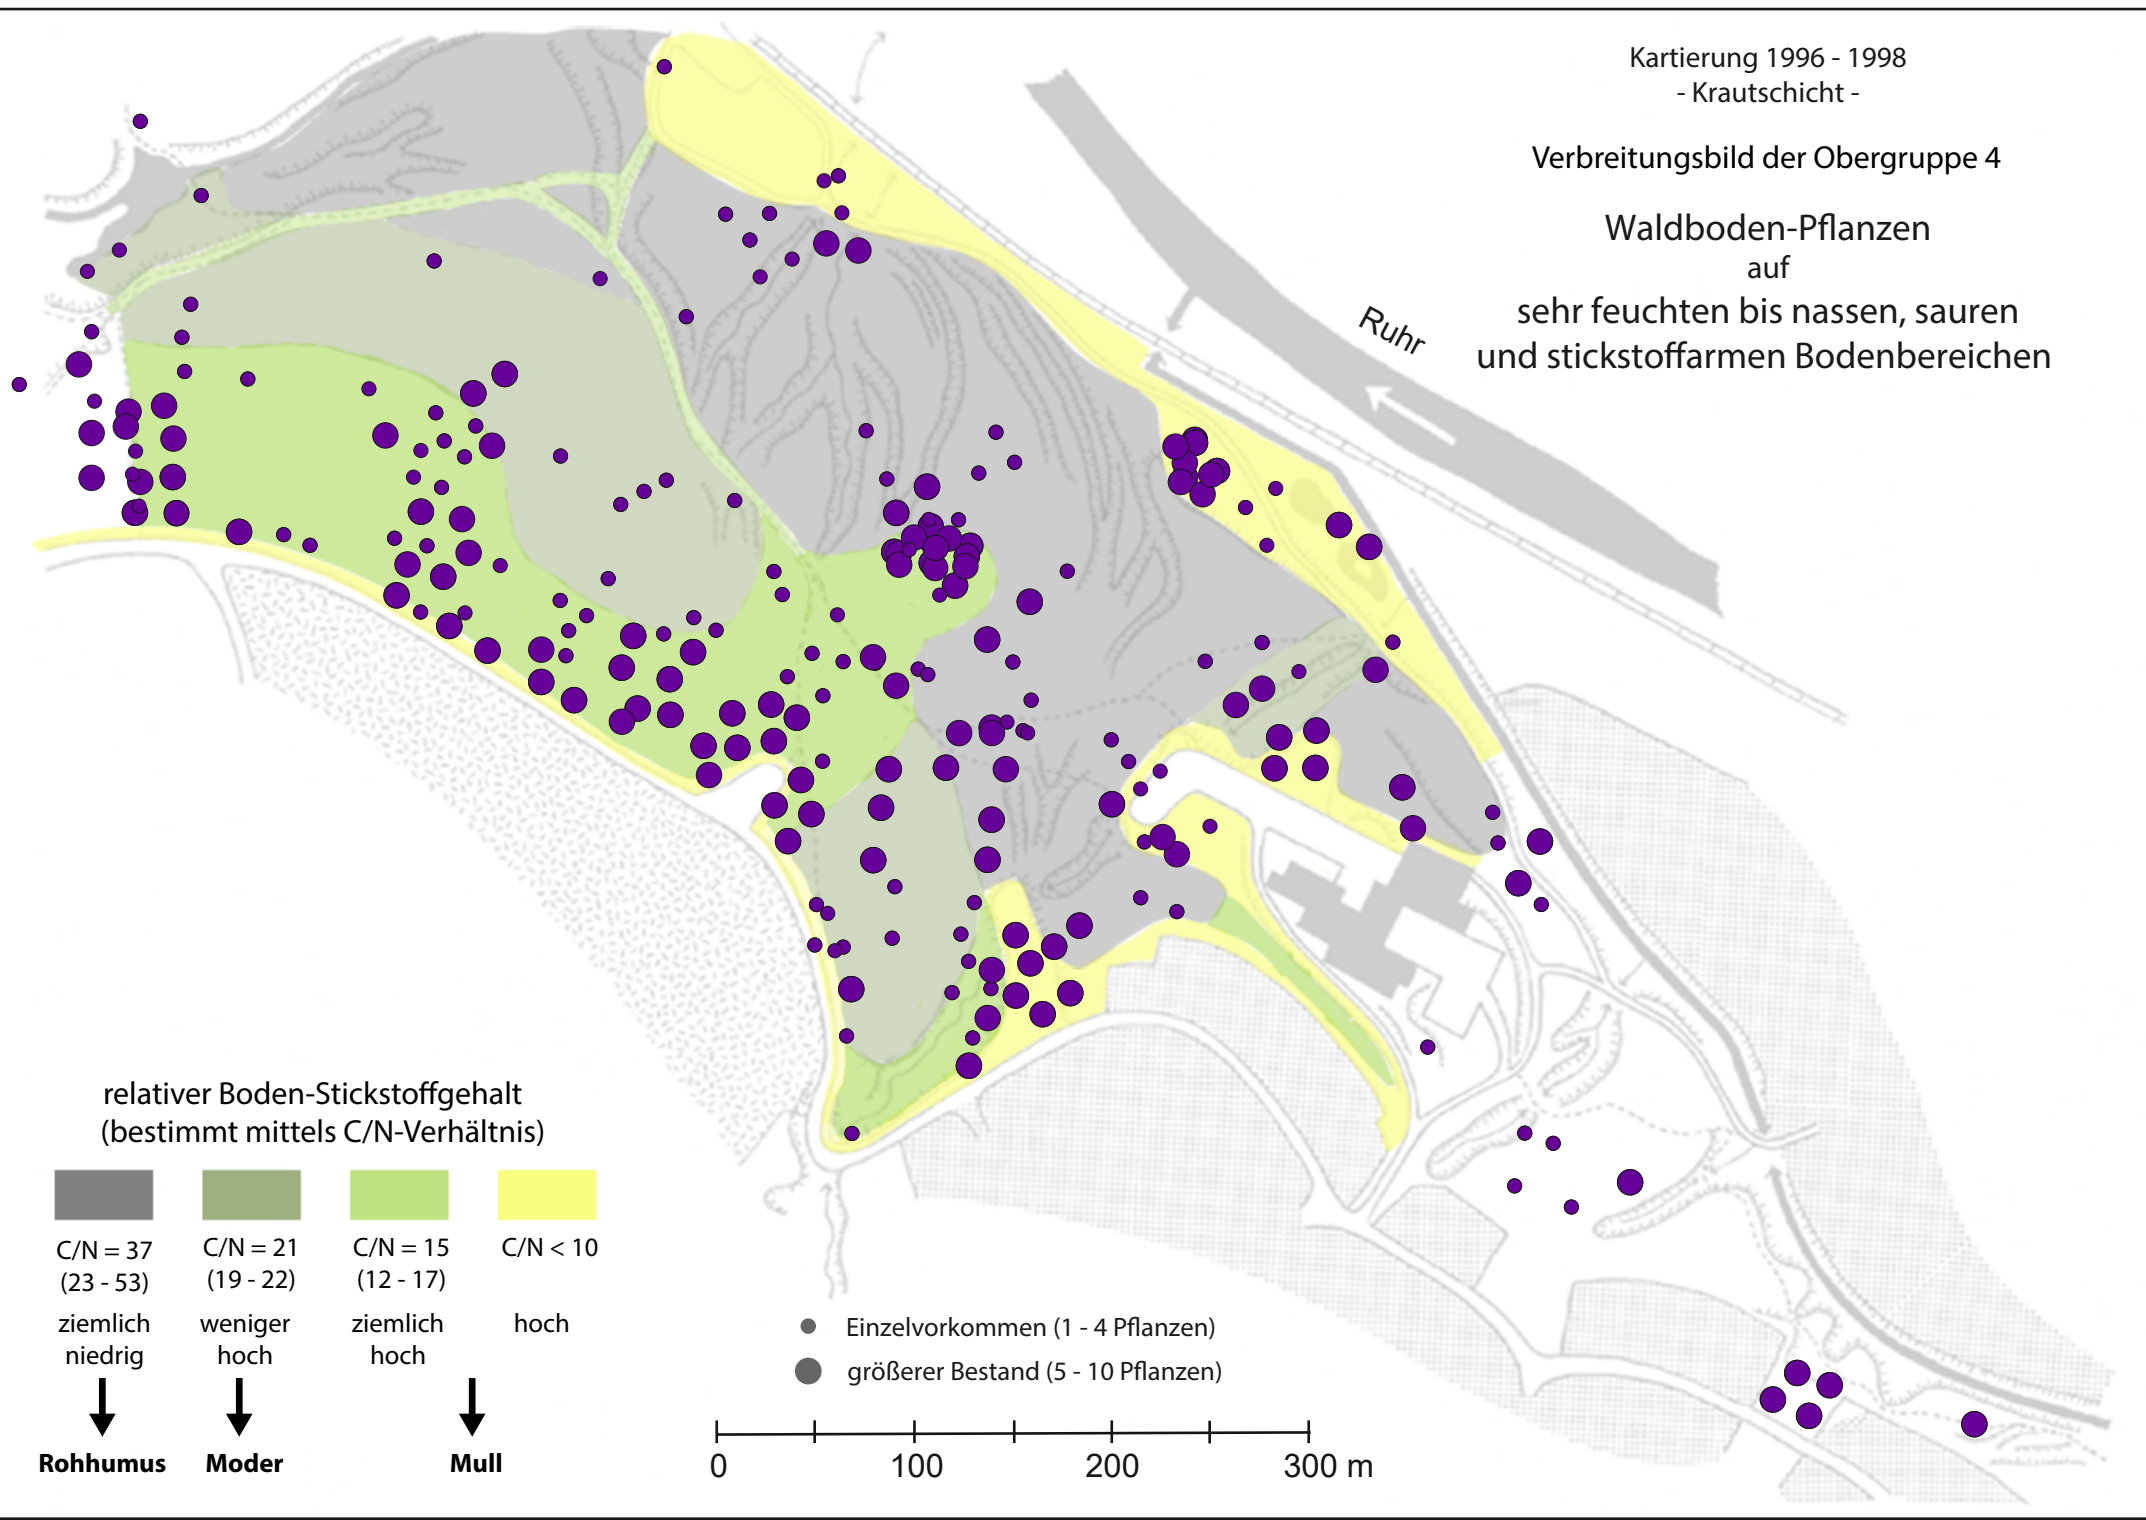 Kartierung 1996 - 1998
- Krautschicht -
Verbreitungsbild der Obergruppe 4
Waldboden-Pflanzen
auf
sehr feuchten bis nassen, sauren
und stickstoffarmen Bodenbereichen
Ruhr
relativer Boden-Stickstoffgehalt
(bestimmt mittels C/N-Verhältnis)
C/N = 37 C/N = 21 C/N = 15 C/N < 10
(23 - 53) (19 - 22) (12 - 17)
ziemlich weniger ziemlich hoch
niedrig hoch hoch
Rohhumus Moder Mull
Einzelvorkommen (1 - 4 Pflanzen)
größerer Bestand (5 - 10 Pflanzen)
0 100 200 300 m